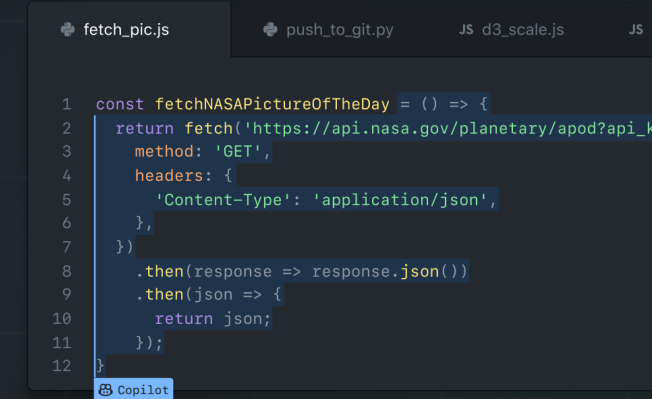 fetch_pic.js push_to_git.py JS d3_scale.js JS
1 const fetchNASAPictureOfTheDay = () => {
2 return fetch('https://api.nasa.gov/planetary/apod?api_k
3 method: 'GET',
4 headers: {
5 'Content-Type': 'application/json',
6 },
7 })
8 .then(response => response.json())
9 .then(json => {
10 return json;
11 });
12 }
Copilot